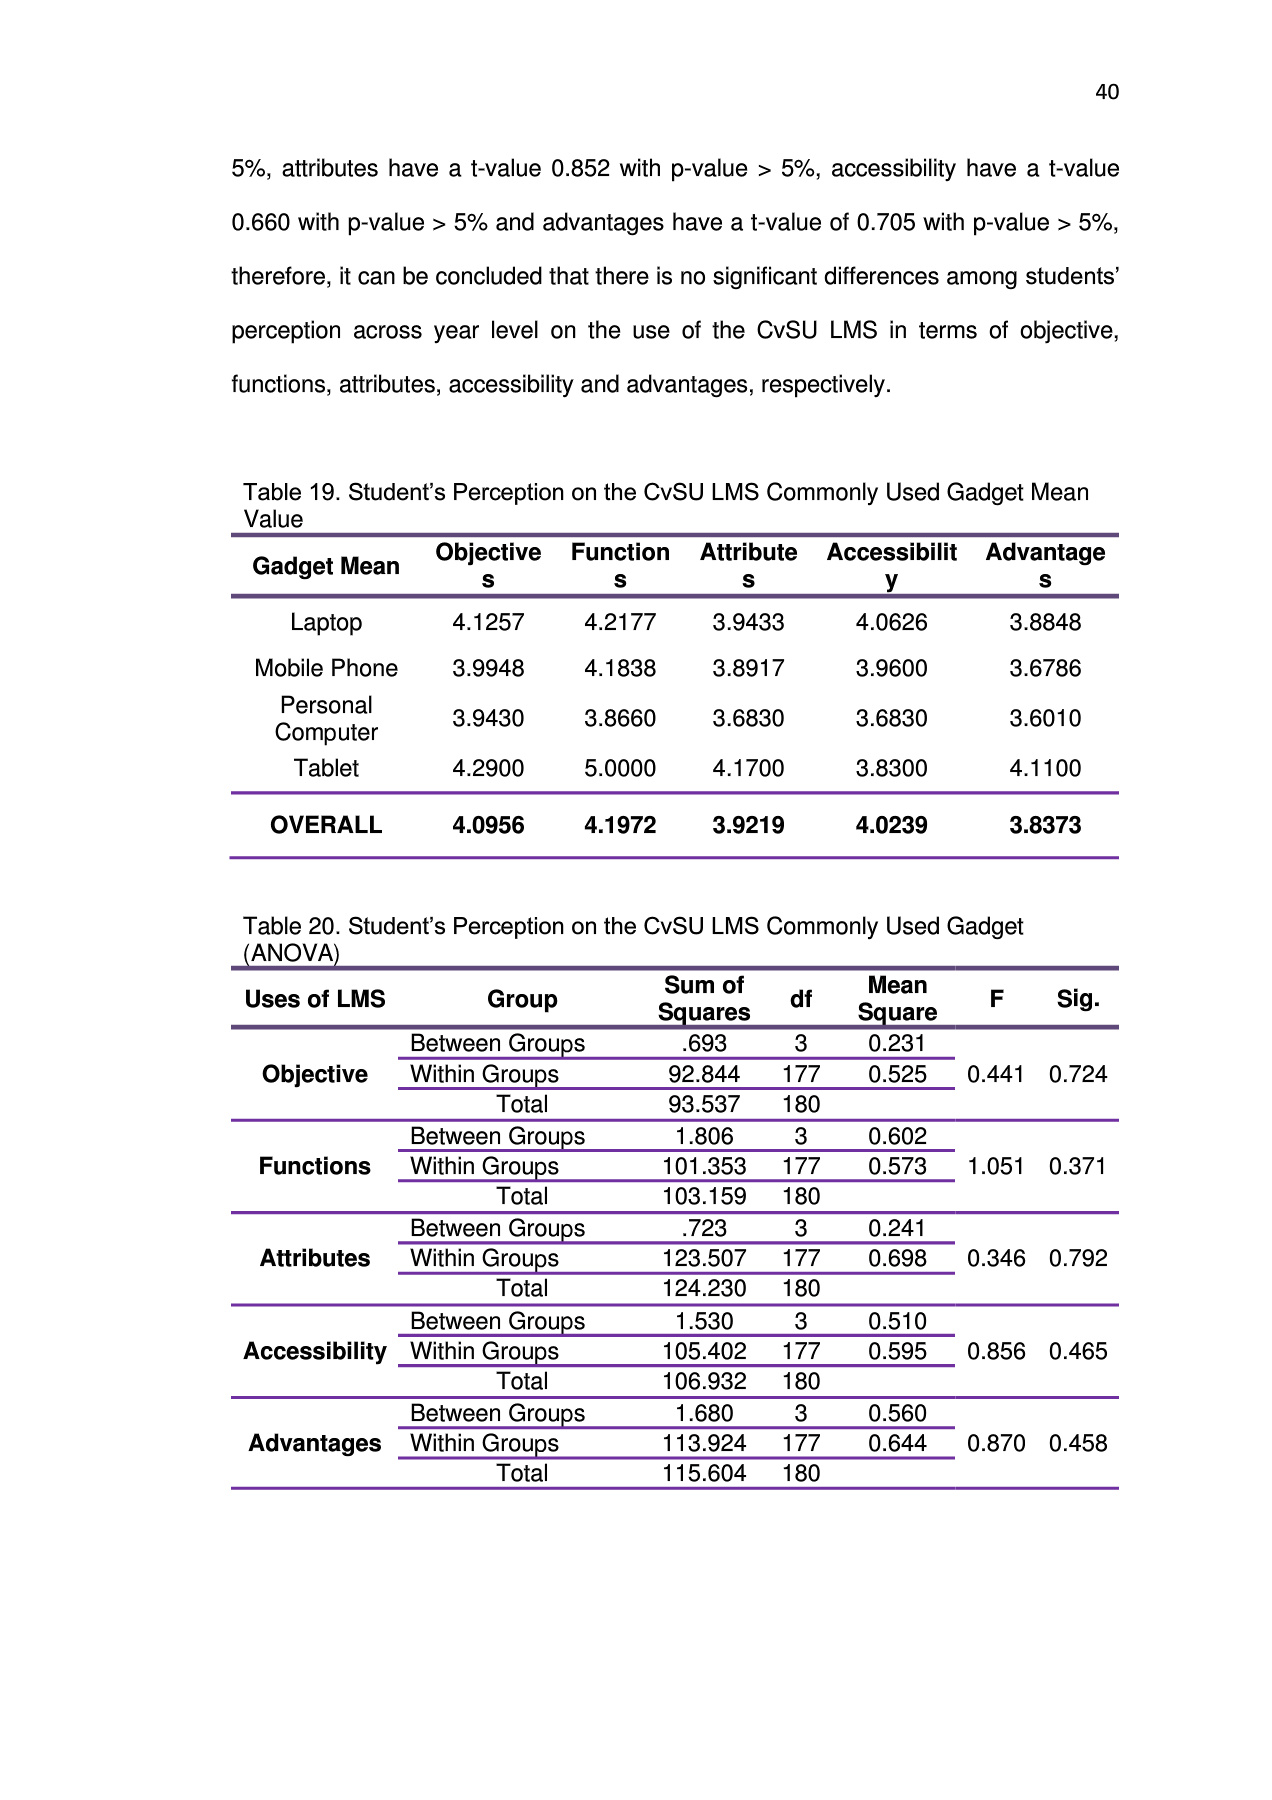 40
5%, attributes have a t-value 0.852 with p-value > 5%, accessibility have a t-value
0.660 with p-value > 5% and advantages have a t-value of 0.705 with p-value > 5%,
therefore, it can be concluded that there is no significant differences among students’
perception across year level on the use of the CvSU LMS in terms of objective,
functions, attributes, accessibility and advantages, respectively.
Table 19. Student’s Perception on the CvSU LMS Commonly Used Gadget Mean
Value
Gadget Mean Objective Function Attribute Accessibilit Advantage
s s s y s
Laptop 4.1257 4.2177 3.9433 4.0626 3.8848
Mobile Phone 3.9948 4.1838 3.8917 3.9600 3.6786
Personal
Computer 3.9430 3.8660 3.6830 3.6830 3.6010
Tablet 4.2900 5.0000 4.1700 3.8300 4.1100
OVERALL 4.0956 4.1972 3.9219 4.0239 3.8373
Table 20. Student’s Perception on the CvSU LMS Commonly Used Gadget
(ANOVA)
Uses of LMS Group Sum of df Mean F Sig.
Squares Square
Between Groups .693 3 0.231
Objective Within Groups 92.844 177 0.525 0.441 0.724
Total 93.537 180
Between Groups 1.806 3 0.602
Functions Within Groups 101.353 177 0.573 1.051 0.371
Total 103.159 180
Between Groups .723 3 0.241
Attributes Within Groups 123.507 177 0.698 0.346 0.792
Total 124.230 180
Between Groups 1.530 3 0.510
Accessibility Within Groups 105.402 177 0.595 0.856 0.465
Total 106.932 180
Between Groups 1.680 3 0.560
Advantages Within Groups 113.924 177 0.644 0.870 0.458
Total 115.604 180